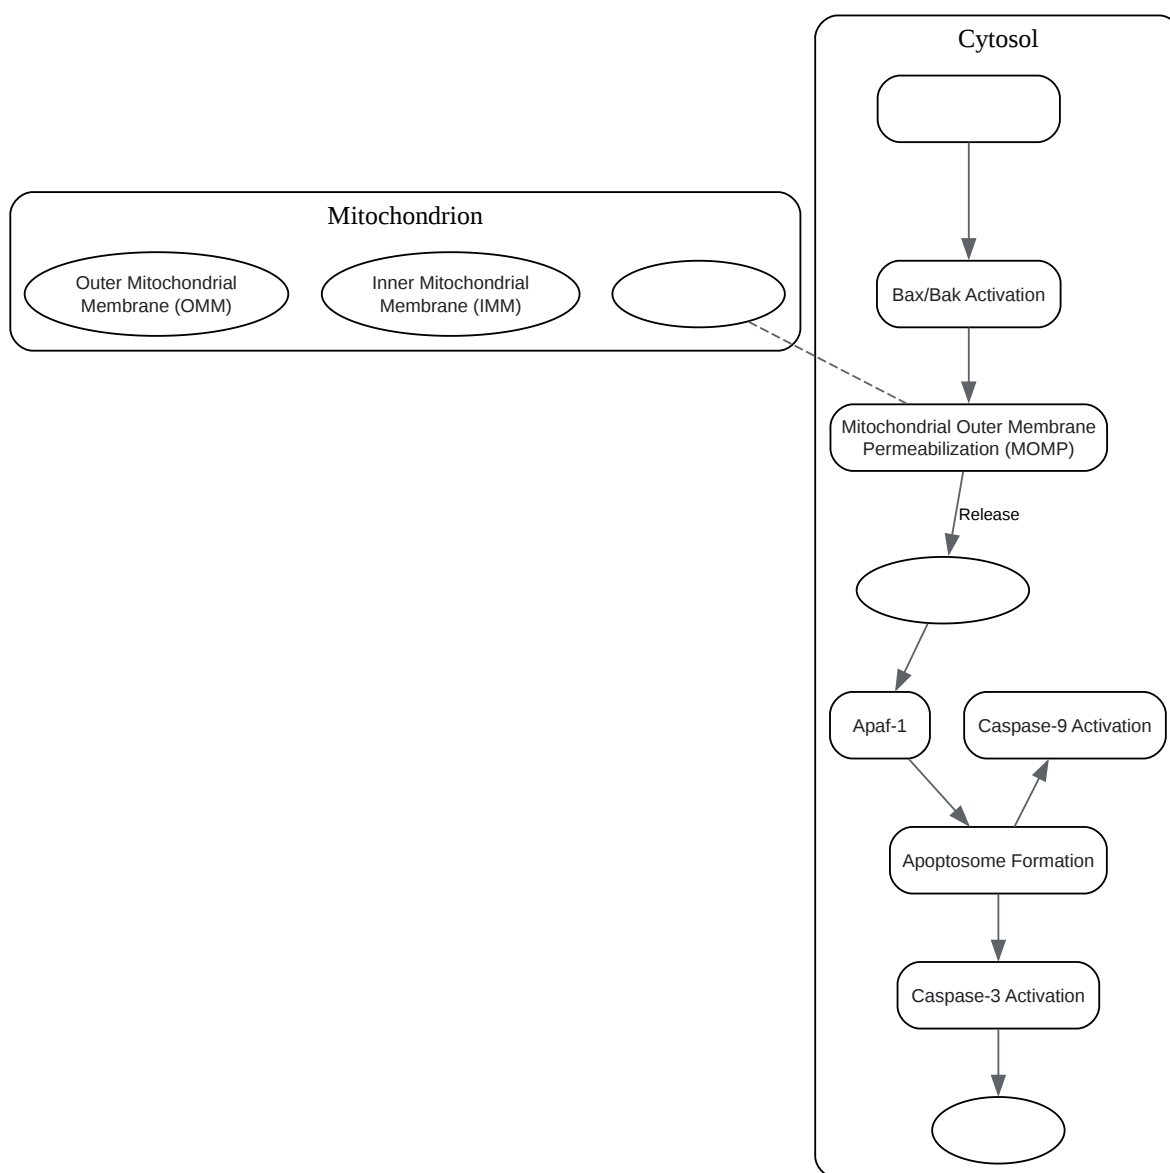 Cytosol
Mitochondrion
Outer Mitochondrial
Membrane (OMM)
Inner Mitochondrial
Membrane (IMM)
Bax/Bak Activation
Mitochondrial Outer Membrane
Permeabilization (MOMP)
Release
Apaf-1
Caspase-9 Activation
Apoptosome Formation
Caspase-3 Activation